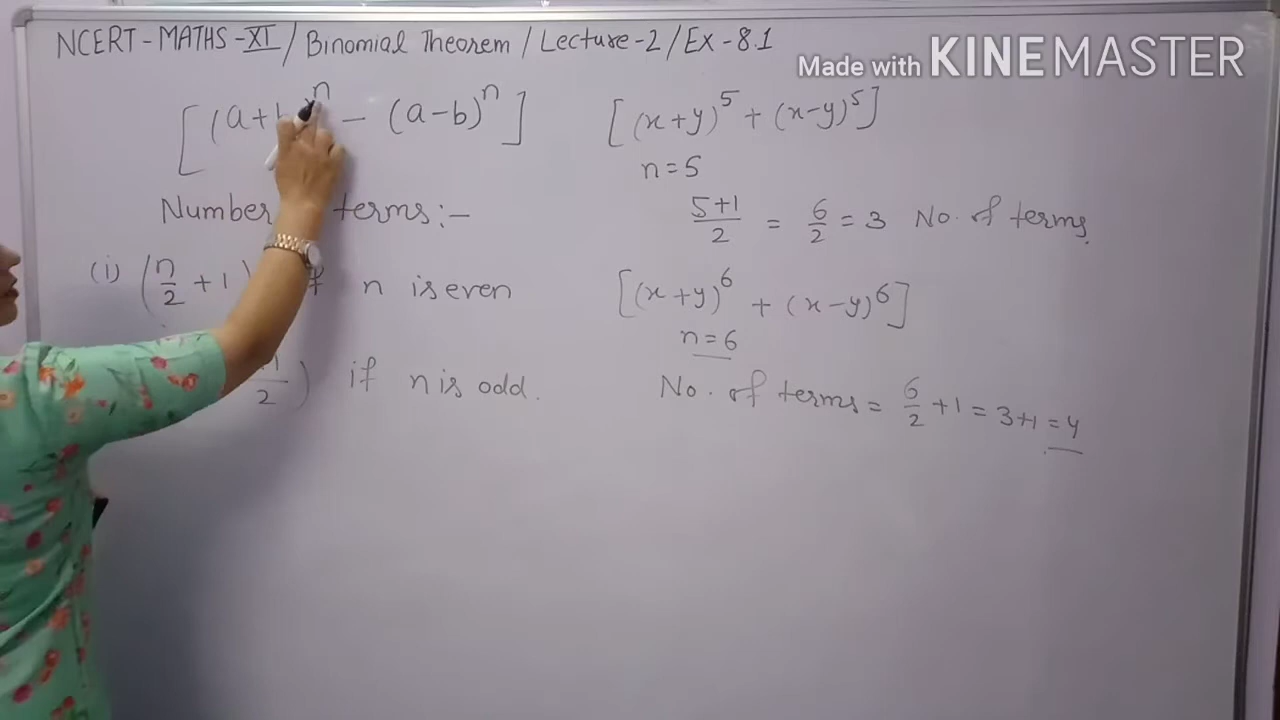 NCERT-MATHS-XI / Binomial Theorem / Lecture-2 / Ex-8.1
Made with KINEMASTER
[(a+b)^n - (a-b)^n]
Number terms:-
(i) (n/2 + 1) if n is even
/2) if n is odd.
[(x+y)^5 + (x-y)^5]
n=5
5+1/2 = 6/2 = 3 No. of terms.
[(x+y)^6 + (x-y)^6]
n=6
No. of terms = 6/2 + 1 = 3+1 = 4